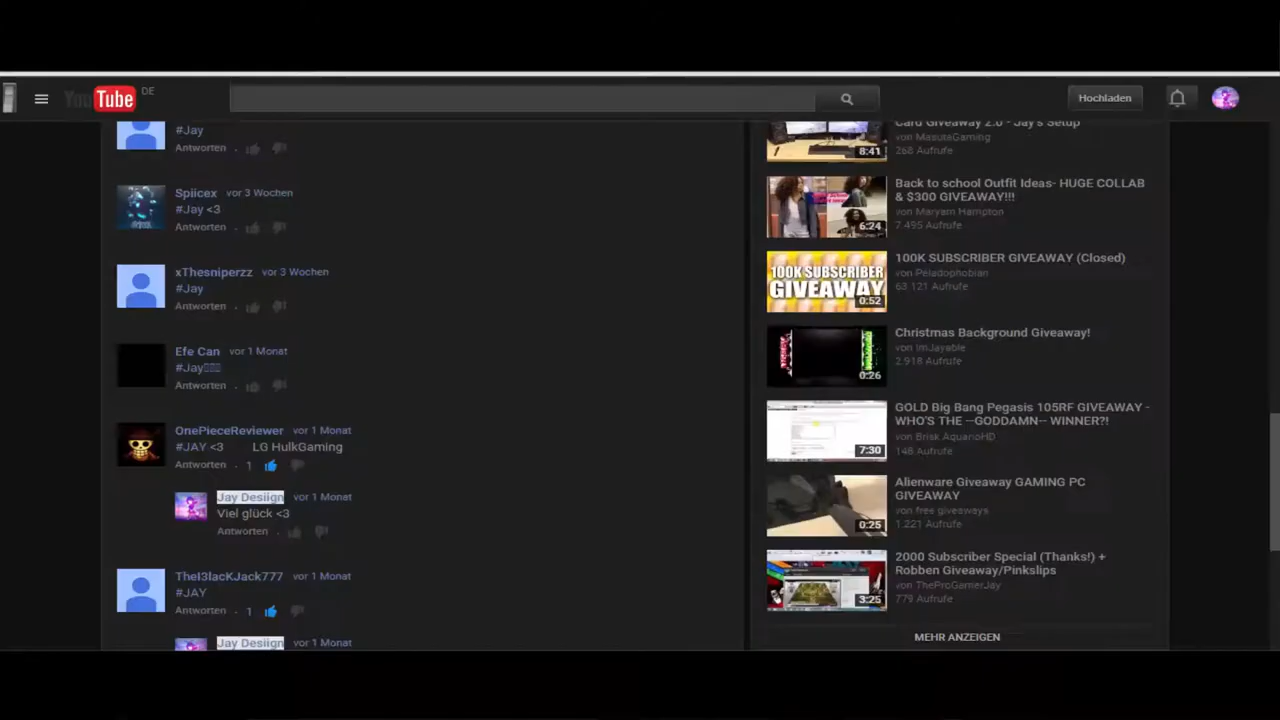 YouTube DE
Hochladen
#Jay
Antworten .
Spiicex vor 3 Wochen
#Jay <3
Antworten .
xThesniperzz vor 3 Wochen
#Jay
Antworten .
Efe Can vor 1 Monat
#Jay
Antworten .
OnePieceReviewer vor 1 Monat
#JAY <3 LG HulkGaming
Antworten . 1
Jay Desiign vor 1 Monat
Viel glück <3
Antworten .
TheI3lacKJack777 vor 1 Monat
#JAY
Antworten . 1
Jay Desiign vor 1 Monat
Card Giveaway 2.0 - Jay's Setup
von MasuteGaming
268 Aufrufe
8:41
Back to school Outfit Ideas- HUGE COLLAB
& $300 GIVEAWAY!!!
von Maryam Hampton
7.495 Aufrufe
6:24
100K SUBSCRIBER GIVEAWAY (Closed)
von Peladophobian
63 121 Aufrufe
100K SUBSCRIBER
GIVEAWAY
0:52
Christmas Background Giveaway!
von ImJayable
2 918 Aufrufe
0:26
GOLD Big Bang Pegasis 105RF GIVEAWAY -
WHO'S THE --GODDAMN-- WINNER?!
von Brisk AquanoHD
148 Aufrufe
7:30
Alienware Giveaway GAMING PC
GIVEAWAY
von free giveaways
1 221 Aufrufe
0:25
2000 Subscriber Special (Thanks!) +
Robben Giveaway/Pinkslips
von TheProGamerJay
779 Aufrufe
3:25
MEHR ANZEIGEN